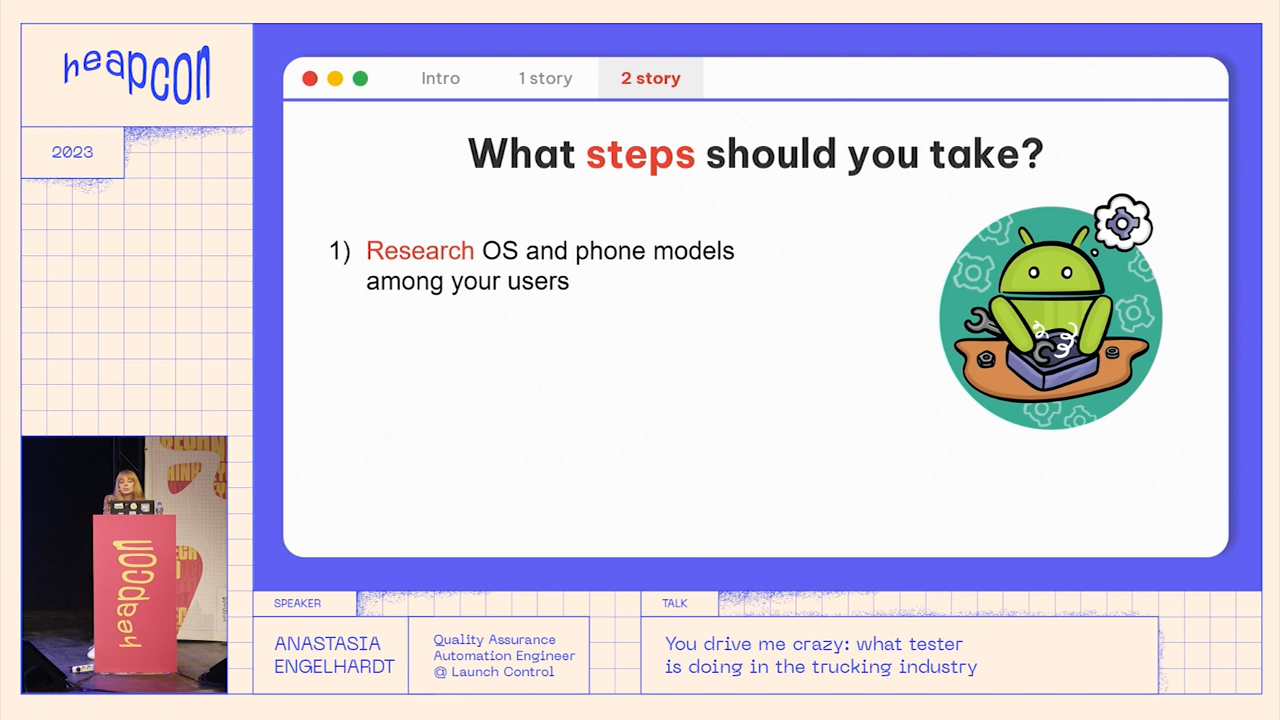 heapcon
2023
Intro
1 story
2 story
What steps should you take?
1) Research OS and phone models
among your users
heapcon
SPEAKER
ANASTASIA
ENGELHARDT
Quality Assurance
Automation Engineer
@ Launch Control
TALK
You drive me crazy: what tester
is doing in the trucking industry